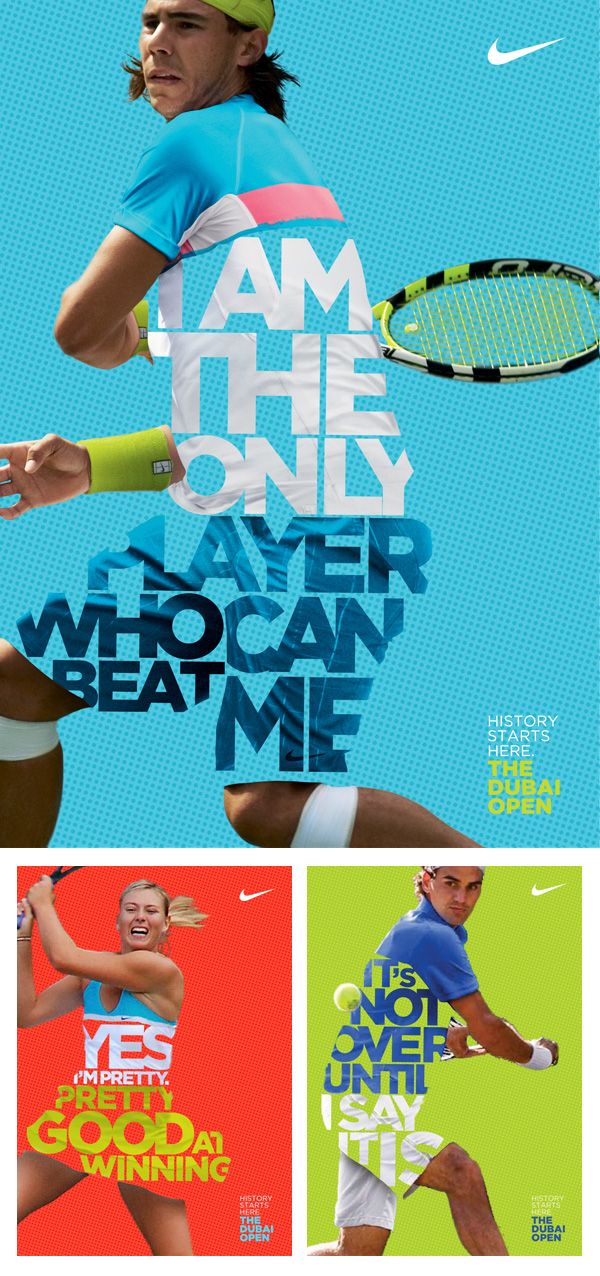 I AM
THE
ONLY
PLAYER
WHO CAN
BEAT ME
HISTORY
STARTS
HERE.
THE
DUBAI
OPEN
YES
I'M PRETTY.
PRETTY
GOOD AT
WINNING
HISTORY
STARTS
HERE.
THE
DUBAI
OPEN
IT'S
NOT
OVER
UNTIL
I SAY
IT IS
HISTORY
STARTS
HERE.
THE
DUBAI
OPEN